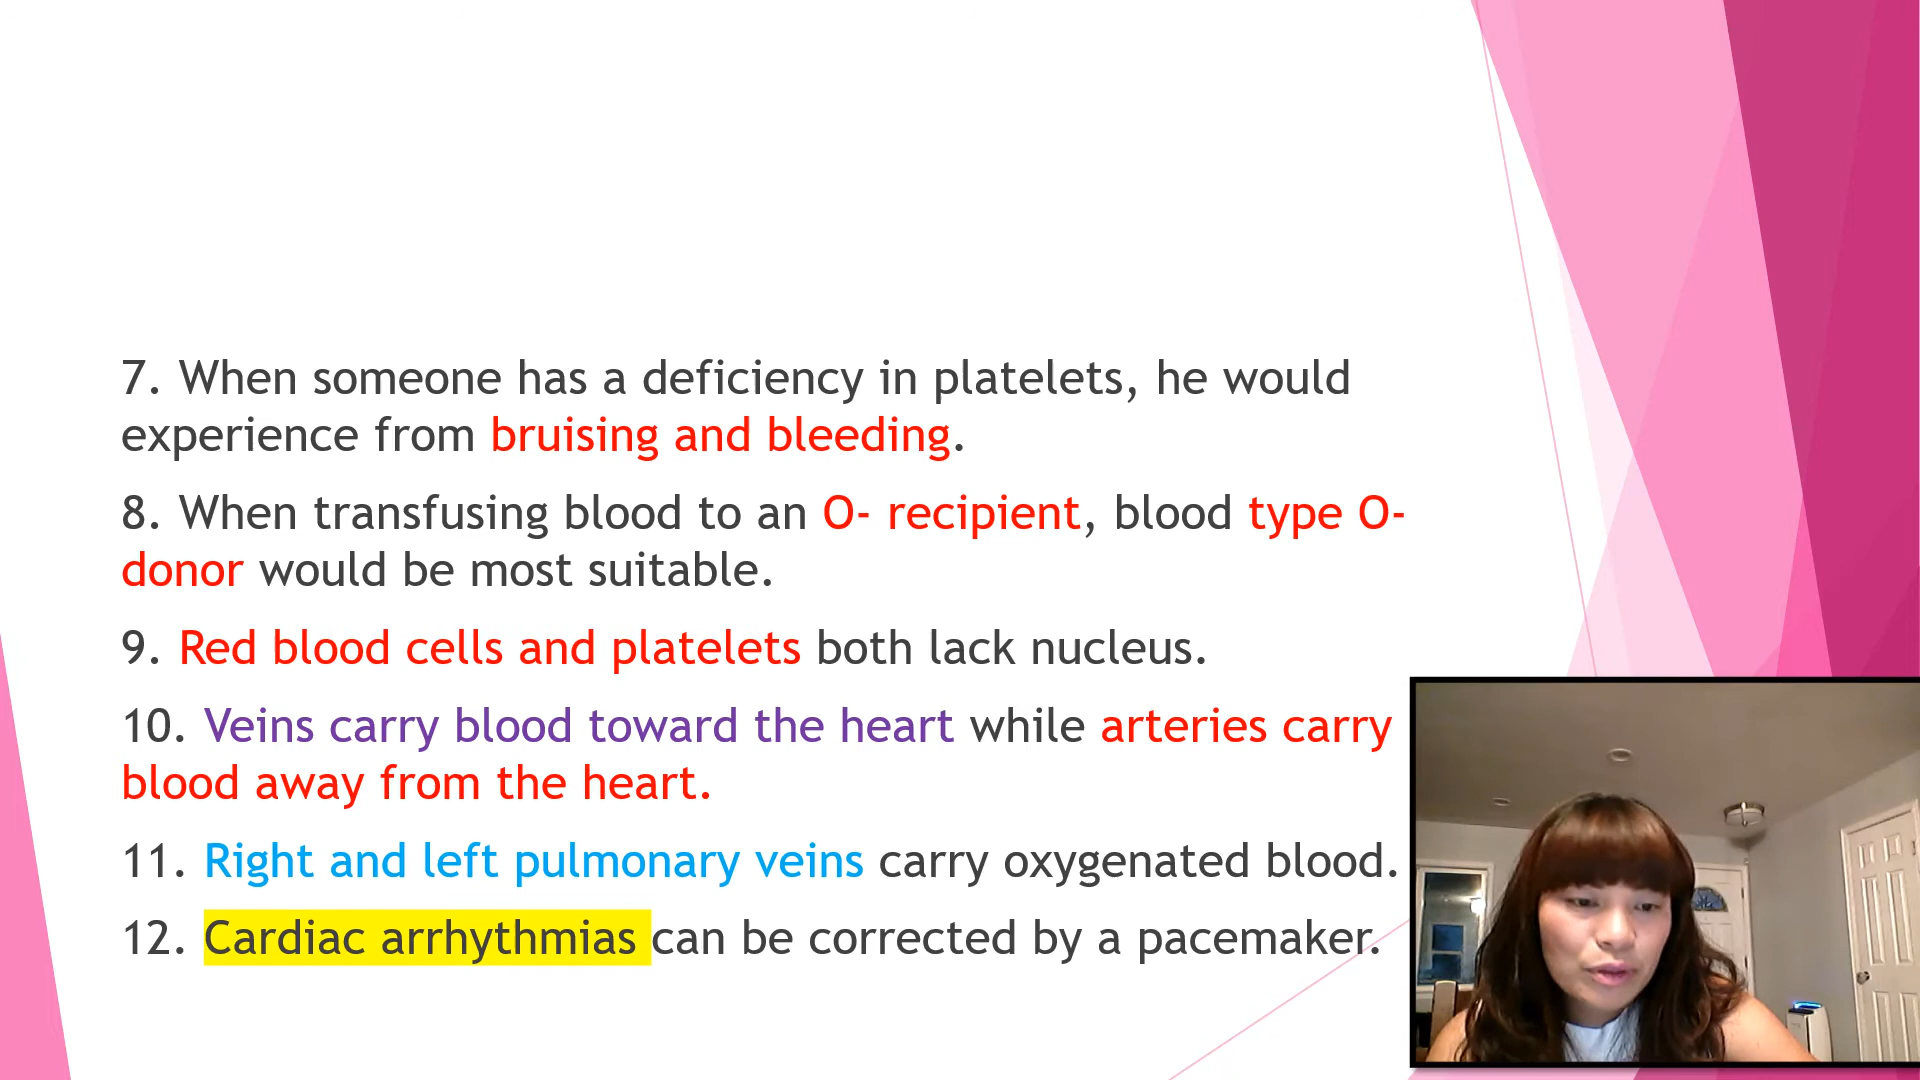 7. When someone has a deficiency in platelets, he would
experience from bruising and bleeding.
8. When transfusing blood to an O- recipient, blood type O-
donor would be most suitable.
9. Red blood cells and platelets both lack nucleus.
10. Veins carry blood toward the heart while arteries carry
blood away from the heart.
11. Right and left pulmonary veins carry oxygenated blood.
12. Cardiac arrhythmias can be corrected by a pacemaker.